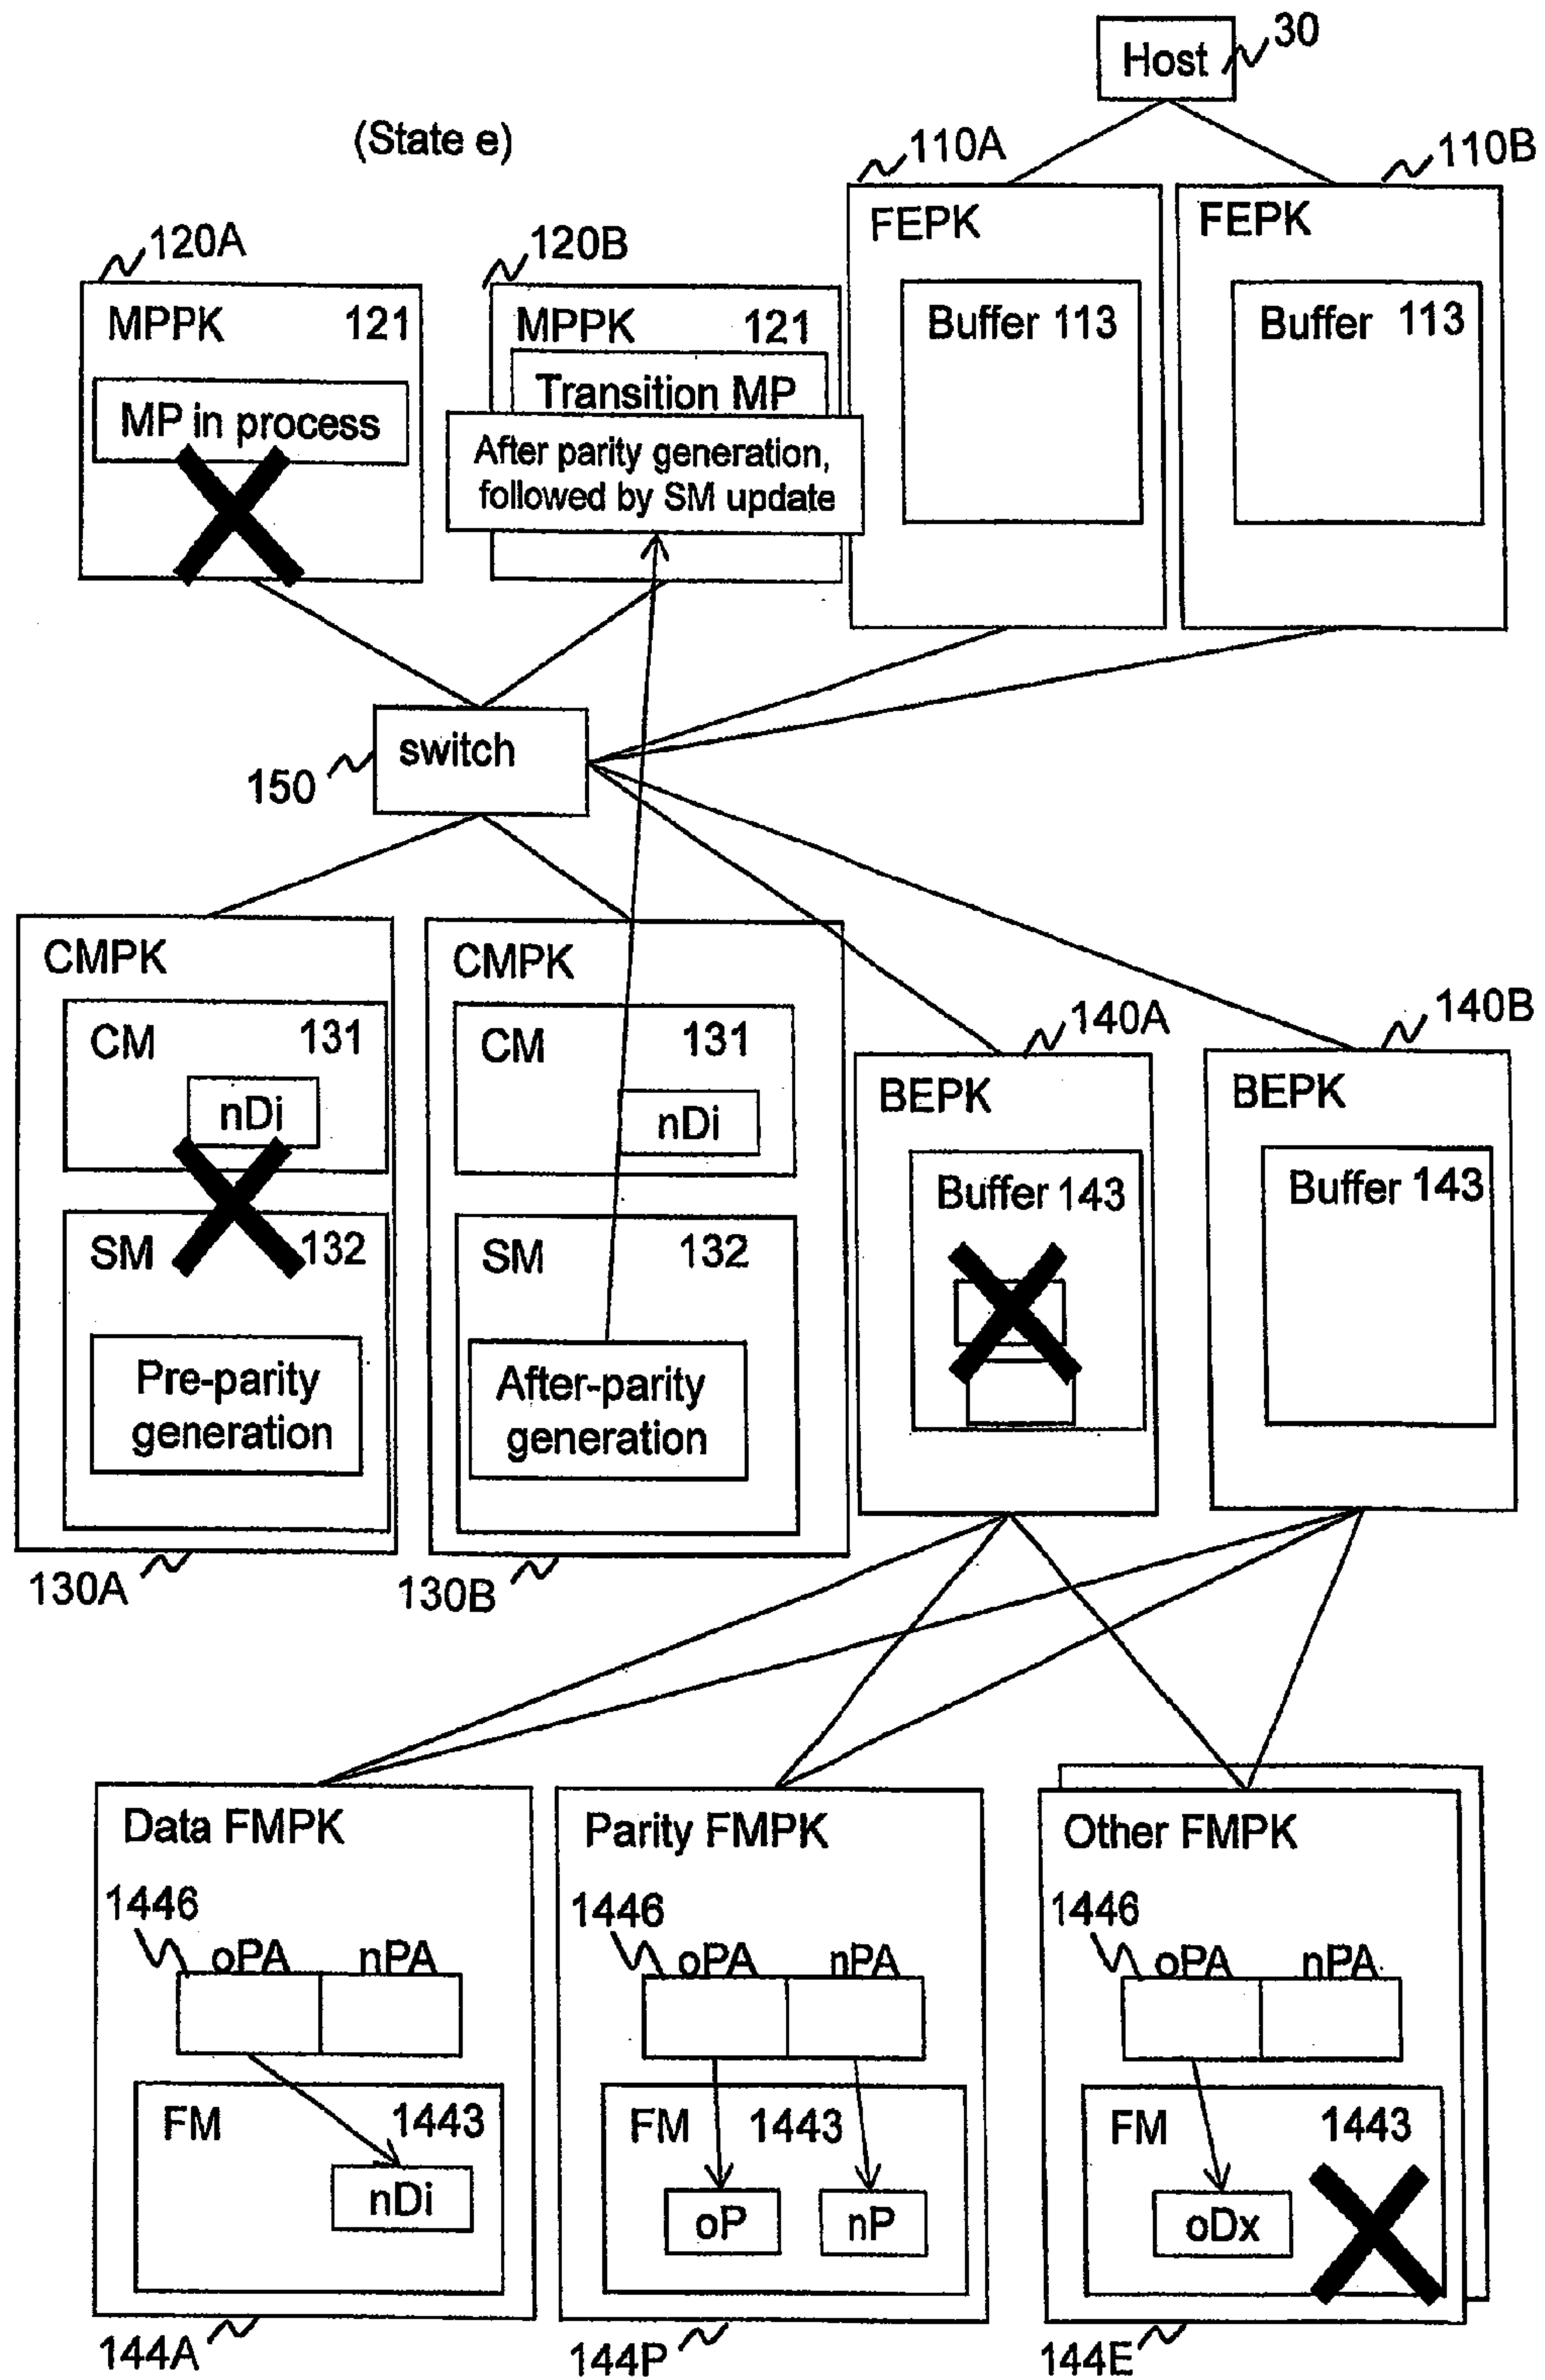 Host
30
(State e)
110A
110B
FEPK
FEPK
120A
120B
Buffer 113
Buffer 113
MPPK 121
MPPK 121
MP in process
Transition MP
After parity generation,
followed by SM update
switch
150
CMPK
CMPK
CM 131
CM 131
140A
140B
nDi
nDi
BEPK
BEPK
Buffer 143
Buffer 143
SM 132
SM 132
Pre-parity
generation
After-parity
generation
130A
130B
Data FMPK
Parity FMPK
Other FMPK
1446
1446
1446
oPA nPA
oPA nPA
oPA nPA
FM 1443
FM 1443
FM 1443
nDi
oP
nP
oDx
144A
144P
144E